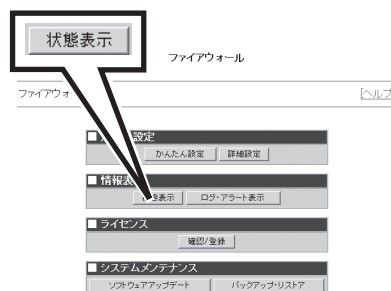 状態表示
ファイアウォール
ファイアウォ
[ヘルプ
設定
かんたん設定 詳細設定
■ 情報表
態表示 ログ・アラート表示
■ ライセンス
確認/登録
■ システムメンテナンス
ソフトウェアアップデート バックアップ・リストア